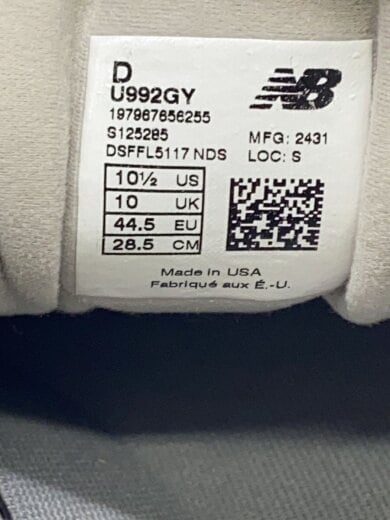 D
U992GY
197967656255
S125285
DSFFL5117 NDS
NB
MFG: 2431
LOC: S
10½ US
10 UK
44.5 EU
28.5 CM
Made in USA
Fabriqué aux É.-U.